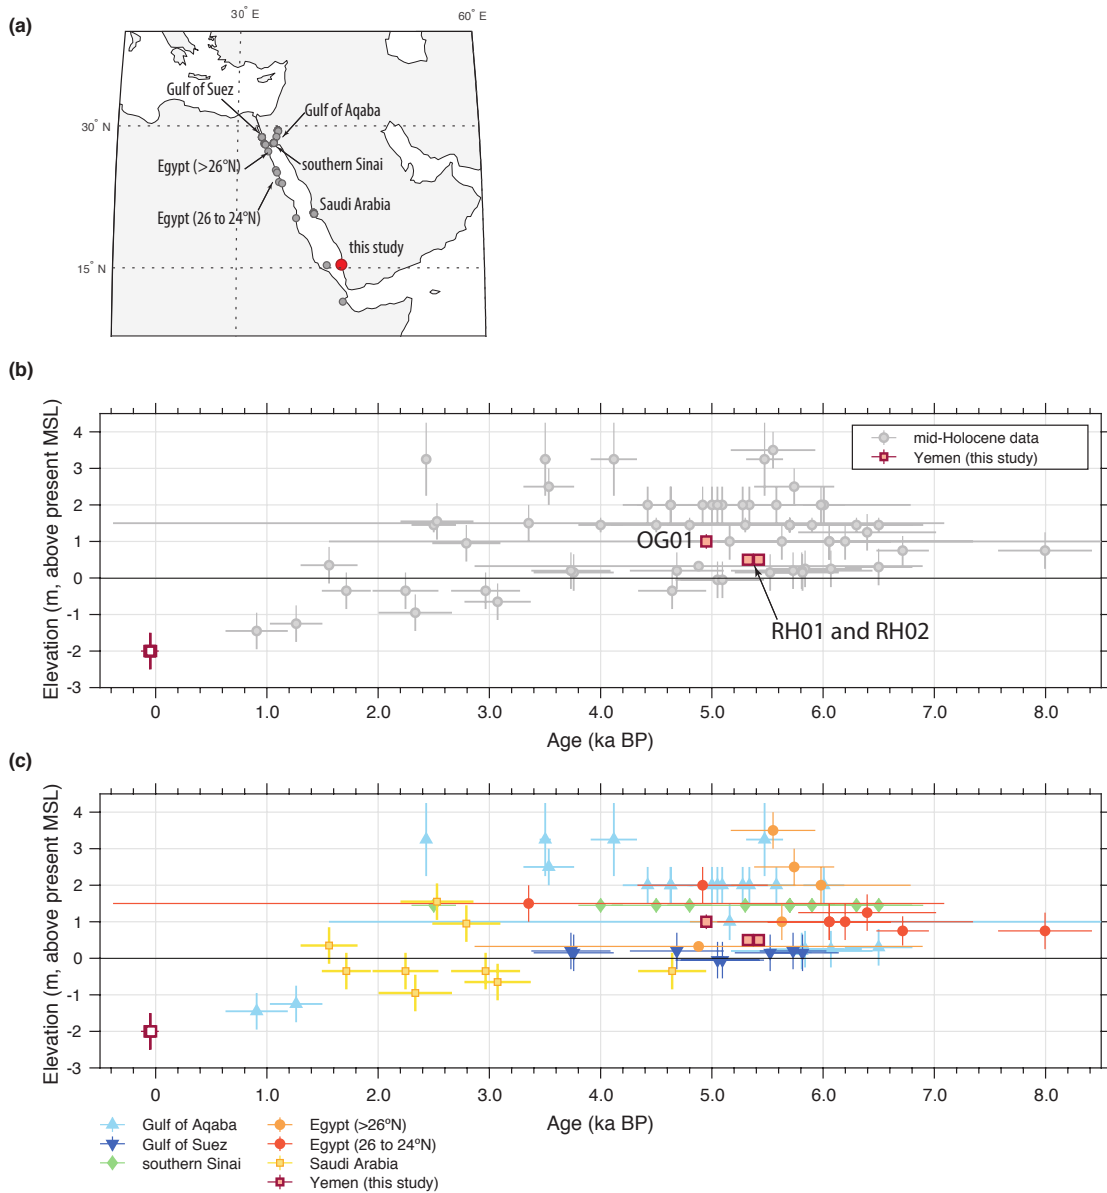 (a)
30° E
60° E
Gulf of Suez
Gulf of Aqaba
30° N
Egypt (>26°N)
southern Sinai
Saudi Arabia
Egypt (26 to 24°N)
this study
15° N
(b)
Elevation (m, above present MSL)
4
3
2
1
0
-1
-2
-3
mid-Holocene data
Yemen (this study)
OG01
RH01 and RH02
0 1.0 2.0 3.0 4.0 5.0 6.0 7.0 8.0
Age (ka BP)
(c)
Elevation (m, above present MSL)
4
3
2
1
0
-1
-2
-3
0 1.0 2.0 3.0 4.0 5.0 6.0 7.0 8.0
Age (ka BP)
Gulf of Aqaba
Gulf of Suez
southern Sinai
Egypt (>26°N)
Egypt (26 to 24°N)
Saudi Arabia
Yemen (this study)